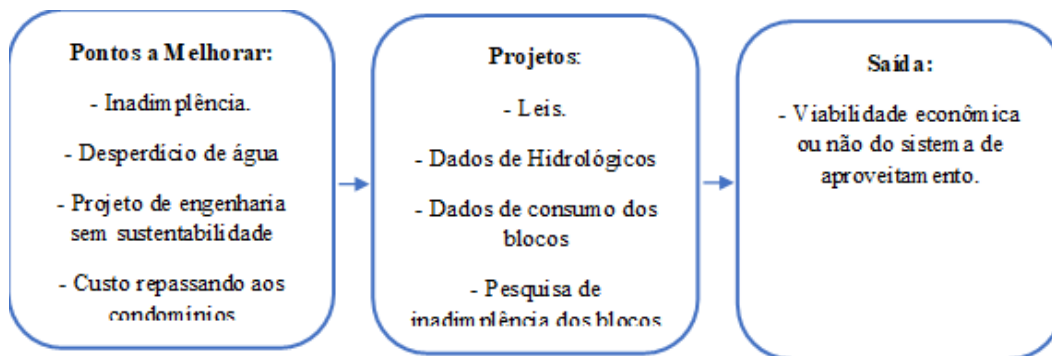 Pontos a Melhorar:
- Inadimplência.
- Desperdício de água
- Projeto de engenharia
sem sustentabilidade
- Custo repassando aos
condomínios
Projetos:
- Leis.
- Dados de Hidrológicos
- Dados de consumo dos
blocos
- Pesquisa de
inadimplência dos blocos
Saída:
- Viabilidade econômica
ou não do sistema de
aproveitamento.